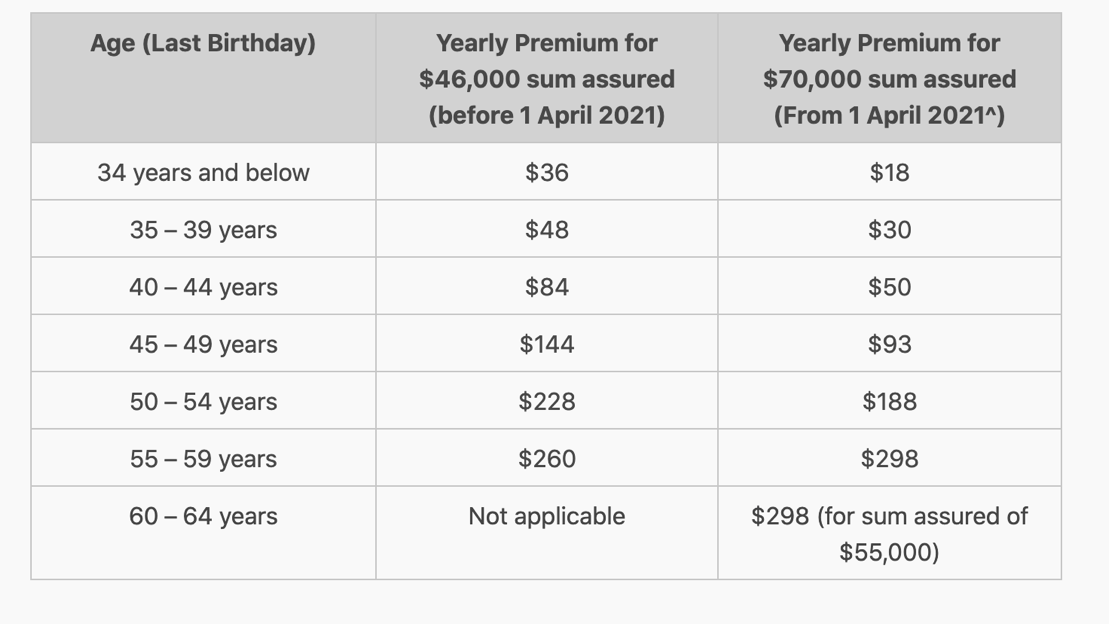 Age (Last Birthday)
Yearly Premium for
$46,000 sum assured
(before 1 April 2021)
Yearly Premium for
$70,000 sum assured
(From 1 April 2021^)
34 years and below $36 $18
35 – 39 years $48 $30
40 – 44 years $84 $50
45 – 49 years $144 $93
50 – 54 years $228 $188
55 – 59 years $260 $298
60 – 64 years Not applicable $298 (for sum assured of
$55,000)